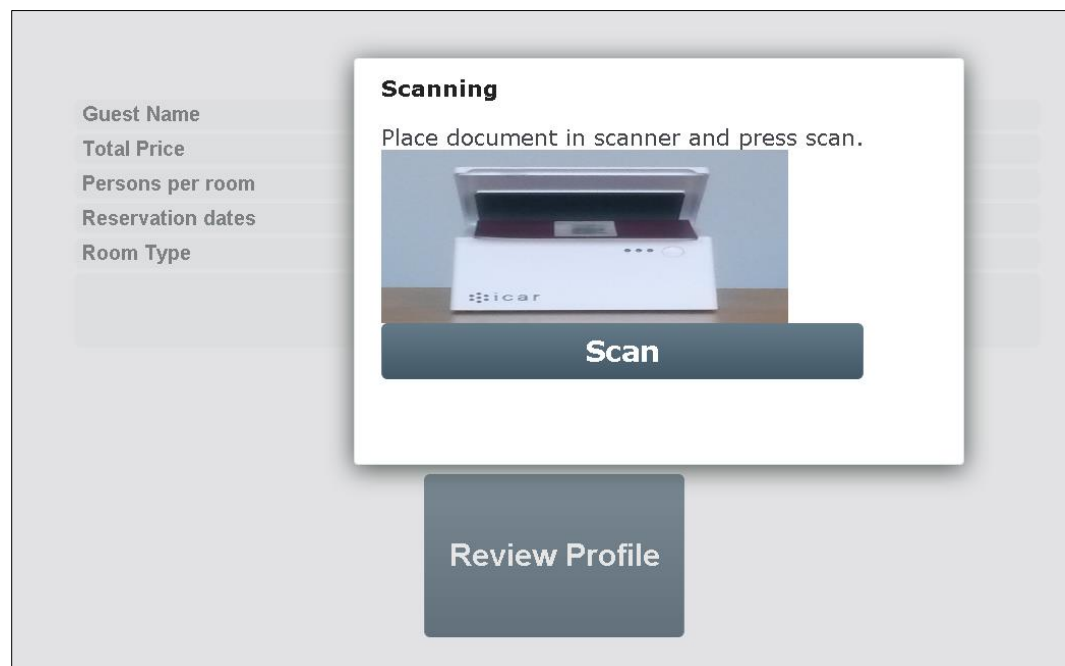 Guest Name
Total Price
Persons per room
Reservation dates
Room Type
Scanning
Place document in scanner and press scan.
icar
Scan
Review Profile